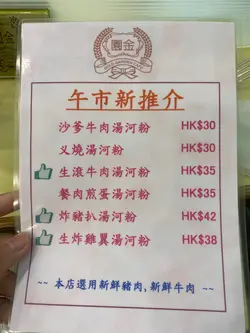 金園
午市新推介
沙爹牛肉湯河粉 HK$30
叉燒湯河粉 HK$30
生滾牛肉湯河粉 HK$35
餐肉煎蛋湯河粉 HK$35
炸豬扒湯河粉 HK$42
生炸雞翼湯河粉 HK$38
~~ 本店選用新鮮豬肉,新鮮牛肉 ~~